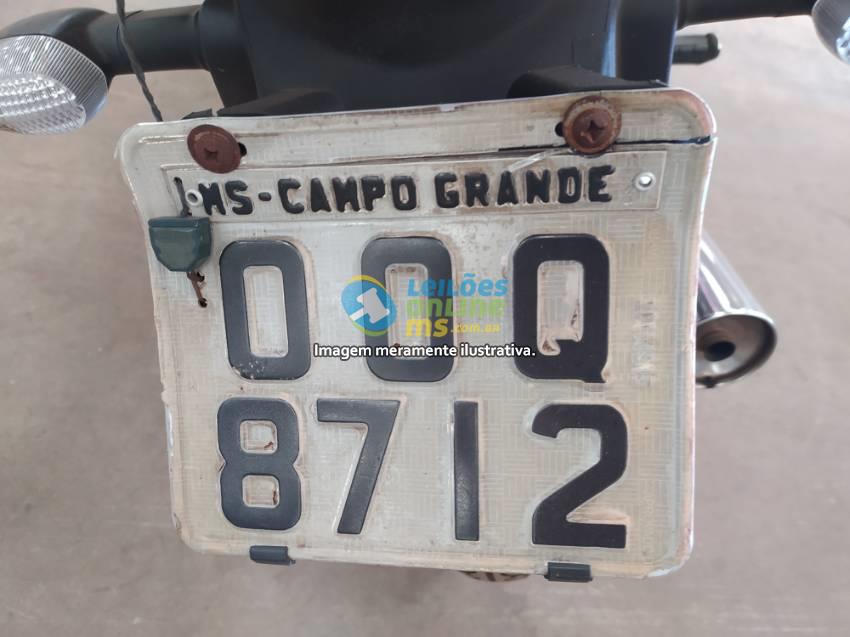 MS-CAMPO GRANDE
OOQ
LEILÕES
ONLINE
MS.COM.BR
Imagem meramente ilustrativa.
8712